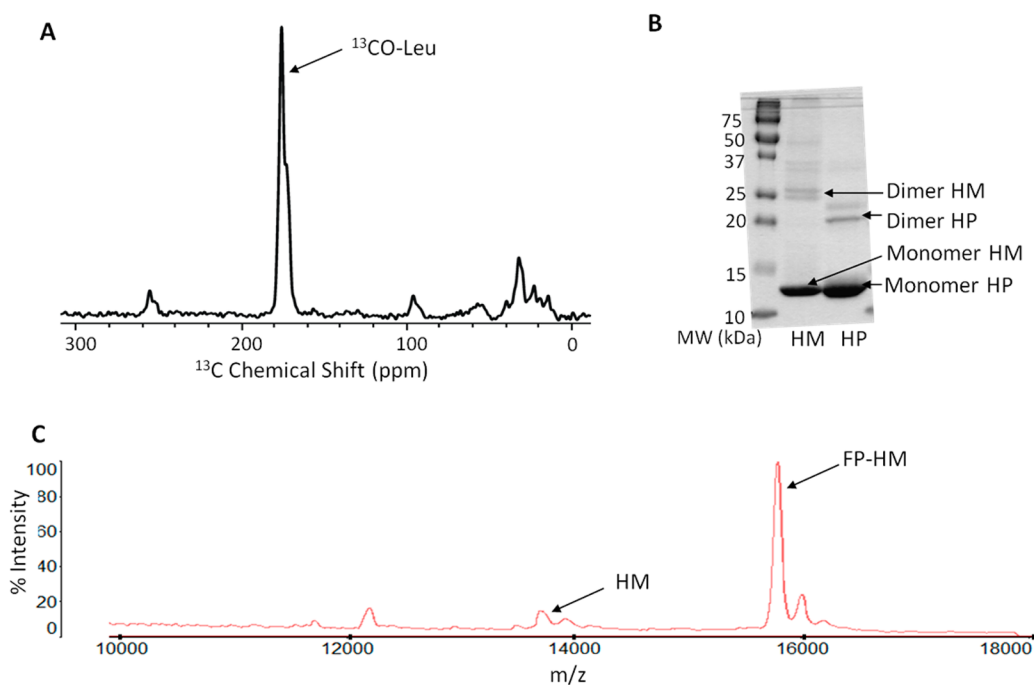 A
¹³CO-Leu
300
200
100
0
¹³C Chemical Shift (ppm)
B
75
50
37
25
20
15
10
Dimer HM
Dimer HP
Monomer HM
Monomer HP
MW (kDa)
HM
HP
C
100
80
60
40
20
0
% Intensity
HM
FP-HM
10000
12000
14000
16000
18000
m/z